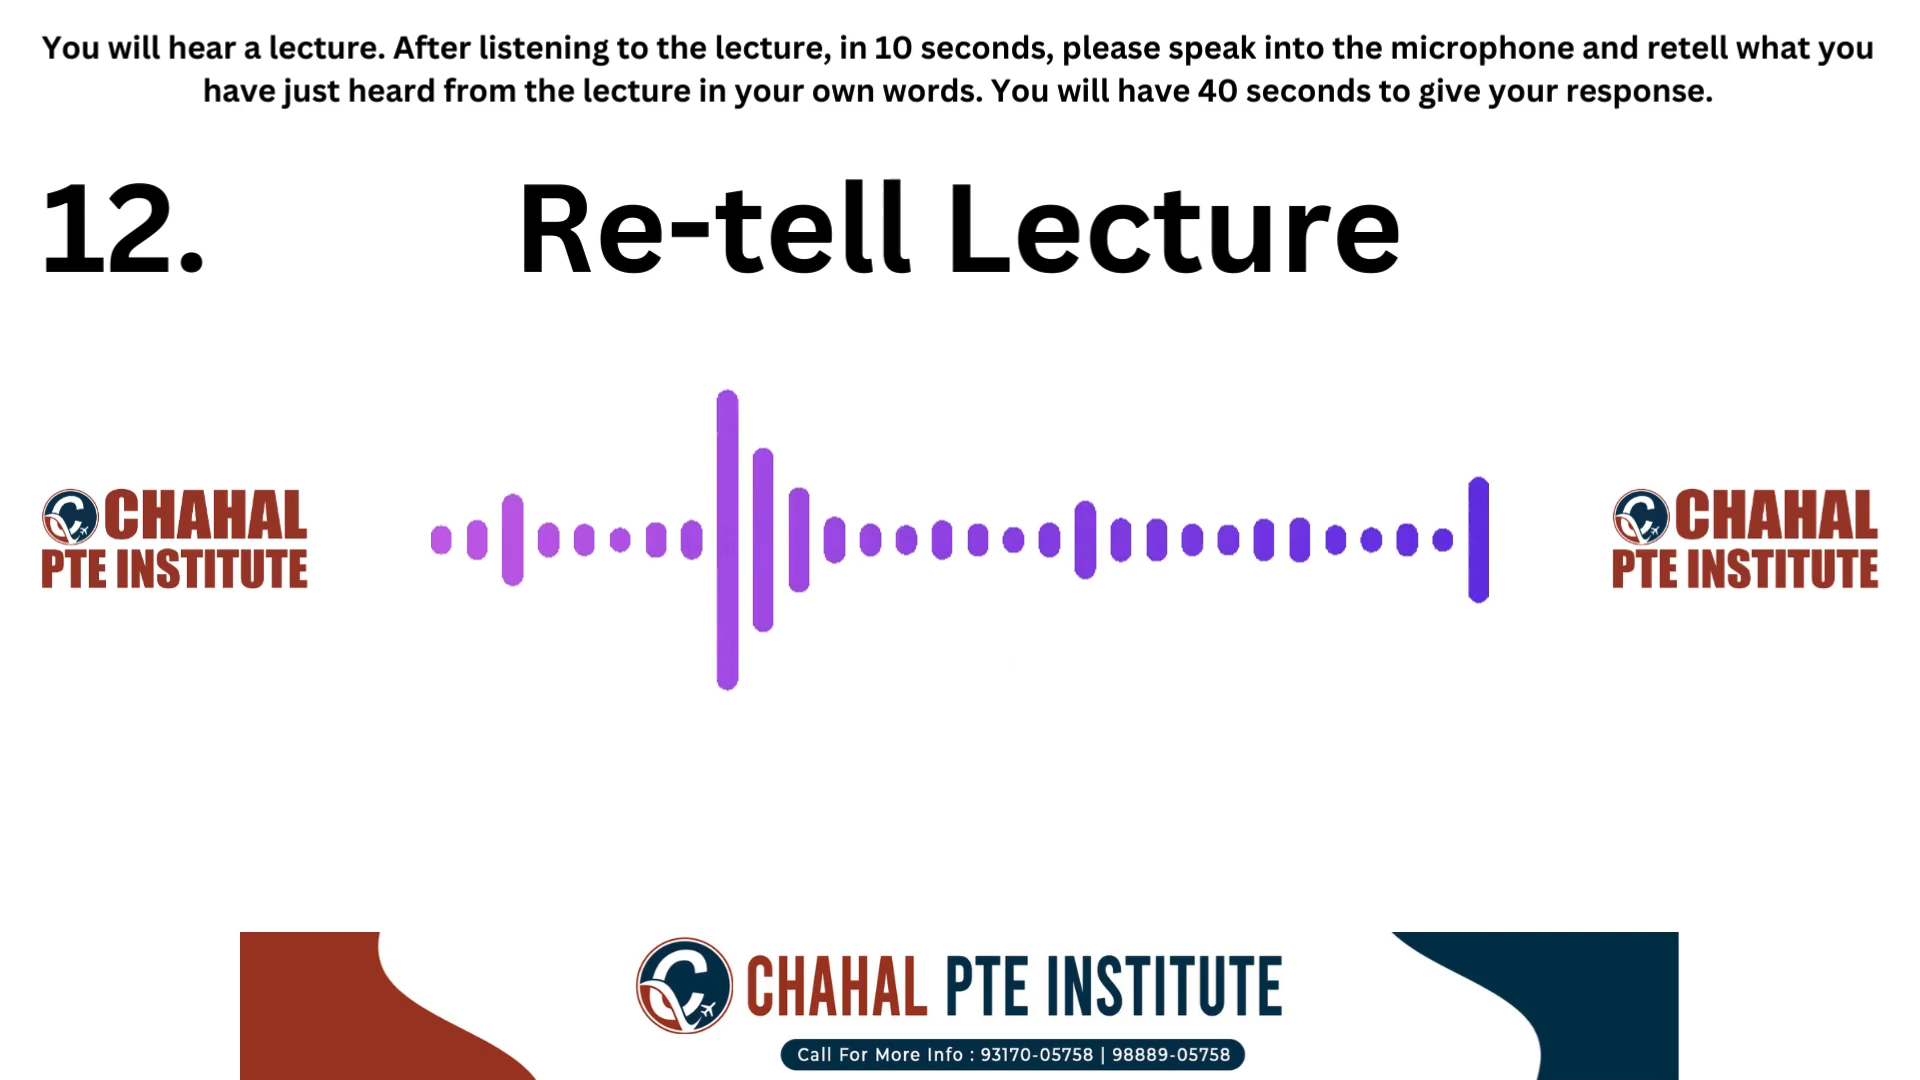 You will hear a lecture. After listening to the lecture, in 10 seconds, please speak into the microphone and retell what you
have just heard from the lecture in your own words. You will have 40 seconds to give your response.
12. Re-tell Lecture
CHAHAL
PTE INSTITUTE
CHAHAL
PTE INSTITUTE
CHAHAL PTE INSTITUTE
Call For More Info : 93170-05758 | 98889-05758